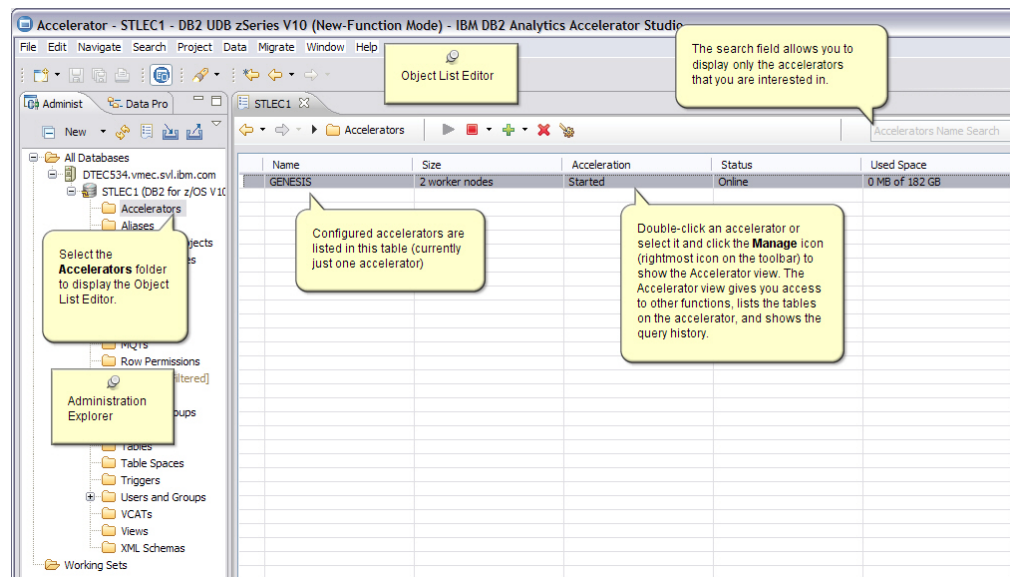 Accelerator - STLEC1 - DB2 UDB zSeries V10 (New-Function Mode) - IBM DB2 Analytics Accelerator Studio
File Edit Navigate Search Project Data Migrate Window Help
Object List Editor
The search field allows you to
display only the accelerators
that you are interested in.
Administ
Data Pro
STLEC1
New
Accelerators
Accelerators Name Search
All Databases
DTEC534.vmec.svl.ibm.com
STLEC1 (DB2 for z/OS V10
Accelerators
Aliases
jects
es
Select the
Accelerators folder
to display the Object
List Editor.
MQTs
Row Permissions
ltered]
Administration
Explorer
oups
Tables
Table Spaces
Triggers
Users and Groups
VCATs
Views
XML Schemas
Working Sets
Name Size Acceleration Status Used Space
GENESIS 2 worker nodes Started Online 0 MB of 182 GB
Configured accelerators are
listed in this table (currently
just one accelerator)
Double-click an accelerator or
select it and click the Manage icon
(rightmost icon on the toolbar) to
show the Accelerator view. The
Accelerator view gives you access
to other functions, lists the tables
on the accelerator, and shows the
query history.